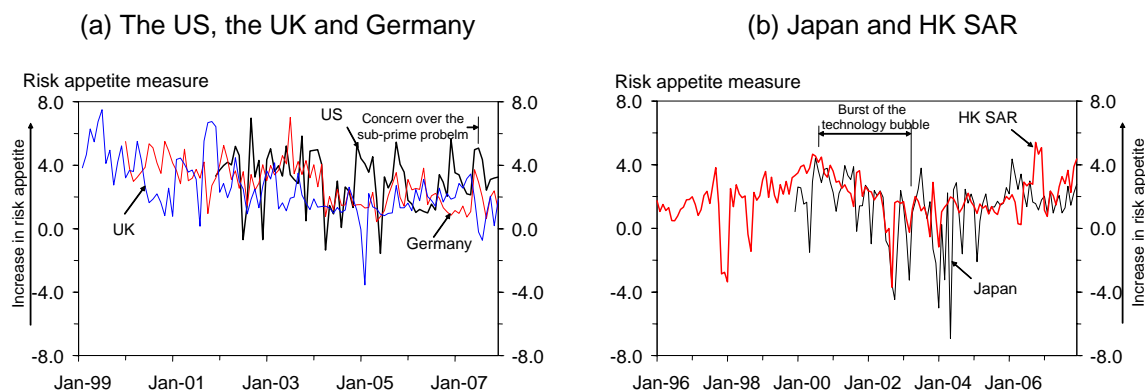 (a) The US, the UK and Germany
(b) Japan and HK SAR
Risk appetite measure
8.0
4.0
0.0
-4.0
-8.0
8.0
4.0
0.0
-4.0
-8.0
Increase in risk appetite
US
Concern over the
sub-prime probelm
UK
Germany
Jan-99 Jan-01 Jan-03 Jan-05 Jan-07
Risk appetite measure
8.0
4.0
0.0
-4.0
-8.0
8.0
4.0
0.0
-4.0
-8.0
Burst of the
technology bubble
HK SAR
Japan
Increase in risk appetite
Jan-96 Jan-98 Jan-00 Jan-02 Jan-04 Jan-06